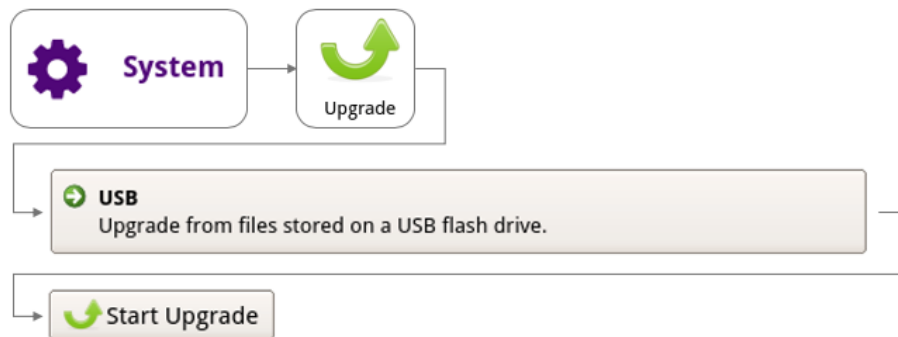 System
Upgrade
USB
Upgrade from files stored on a USB flash drive.
Start Upgrade